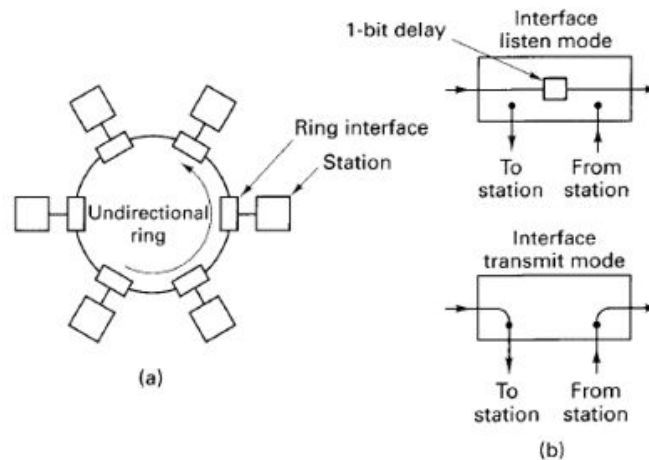 Ring interface
Station
Undirectional
ring
(a)
1-bit delay
Interface
listen mode
To
station
From
station
Interface
transmit mode
To
station
From
station
(b)